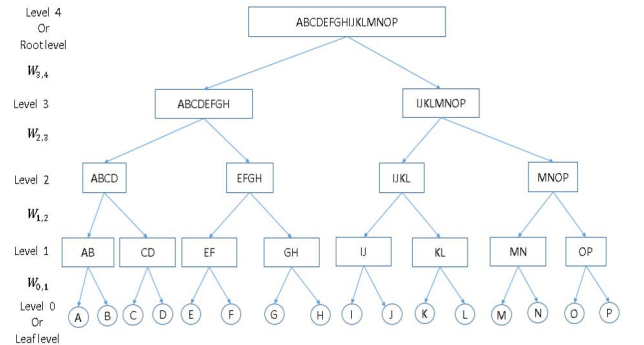 Level 4
Or
Root level
ABCDEFGHIJKLMNOP
W3,4
Level 3
ABCDEFGH
IJKLMNOP
W2,3
Level 2
ABCD
EFGH
IJKL
MNOP
W1,2
Level 1
AB
CD
EF
GH
IJ
KL
MN
OP
W0,1
Level 0
Or
Leaf level
A
B
C
D
E
F
G
H
I
J
K
L
M
N
O
P